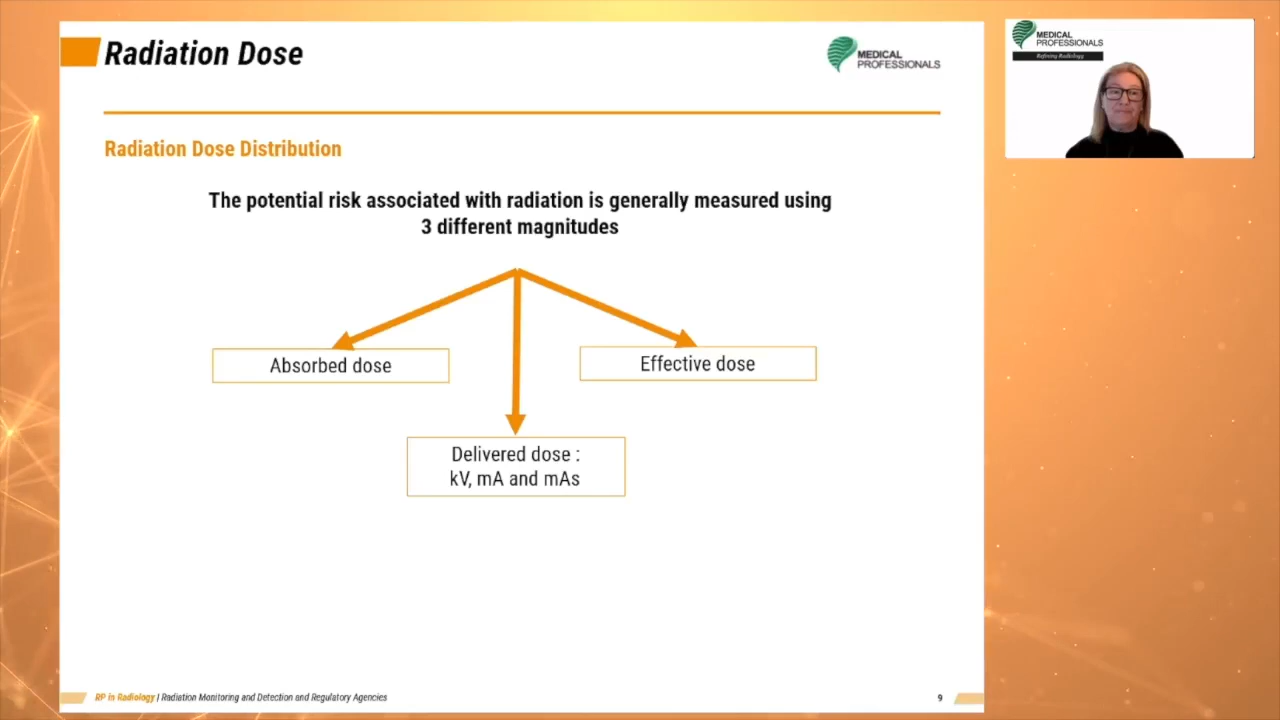 Radiation Dose
MEDICAL
PROFESSIONALS
Radiation Dose Distribution
The potential risk associated with radiation is generally measured using
3 different magnitudes
Absorbed dose
Effective dose
Delivered dose :
kV, mA and mAs
RP in Radiology | Radiation Monitoring and Detection and Regulatory Agencies
9
MEDICAL
PROFESSIONALS
Refining Radiology